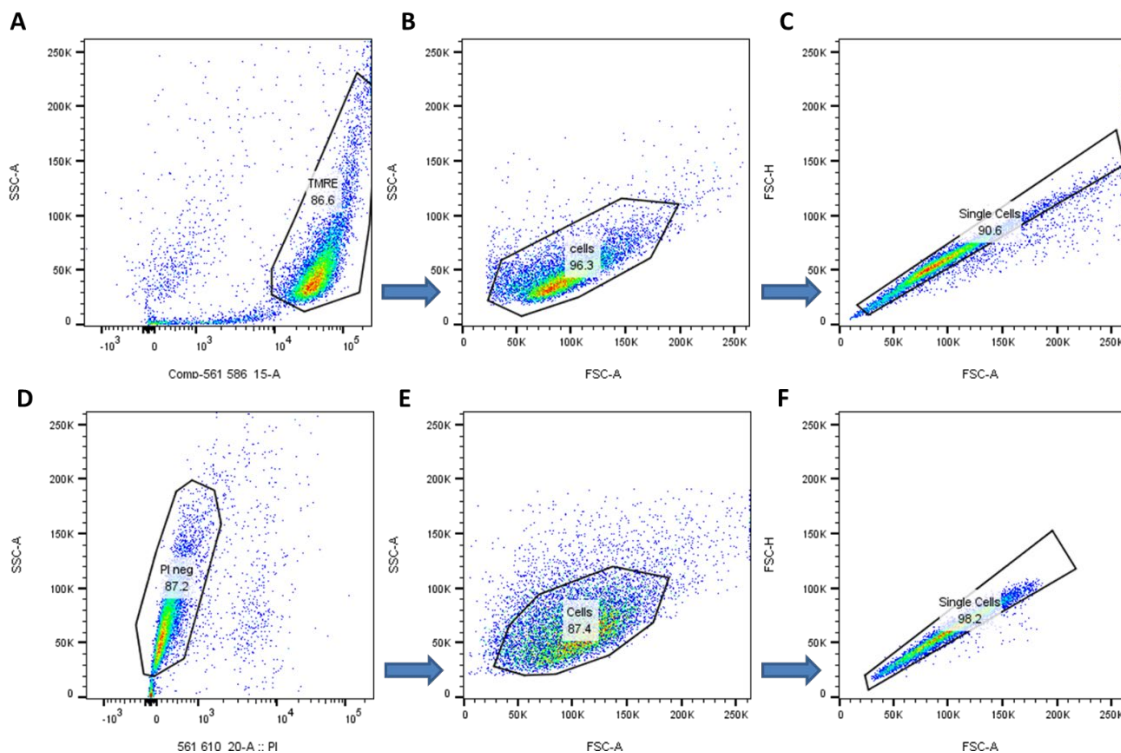 A
SSC-A
250K
200K
150K
100K
50K
0
TMRE
86.6
-10³
0
10³
10⁴
10⁵
Comp-561 586_15-A
B
SSC-A
250K
200K
150K
100K
50K
0
cells
96.3
0
50K
100K
150K
200K
250K
FSC-A
C
FSC-H
250K
200K
150K
100K
50K
0
Single Cells
90.6
0
50K
100K
150K
200K
250K
FSC-A
D
SSC-A
250K
200K
150K
100K
50K
0
PI neg
87.2
-10³
0
10³
10⁴
10⁵
561 610_20-A :: PI
E
SSC-A
250K
200K
150K
100K
50K
0
Cells
87.4
0
50K
100K
150K
200K
250K
FSC-A
F
FSC-H
250K
200K
150K
100K
50K
0
Single Cells
98.2
0
50K
100K
150K
200K
250K
FSC-A